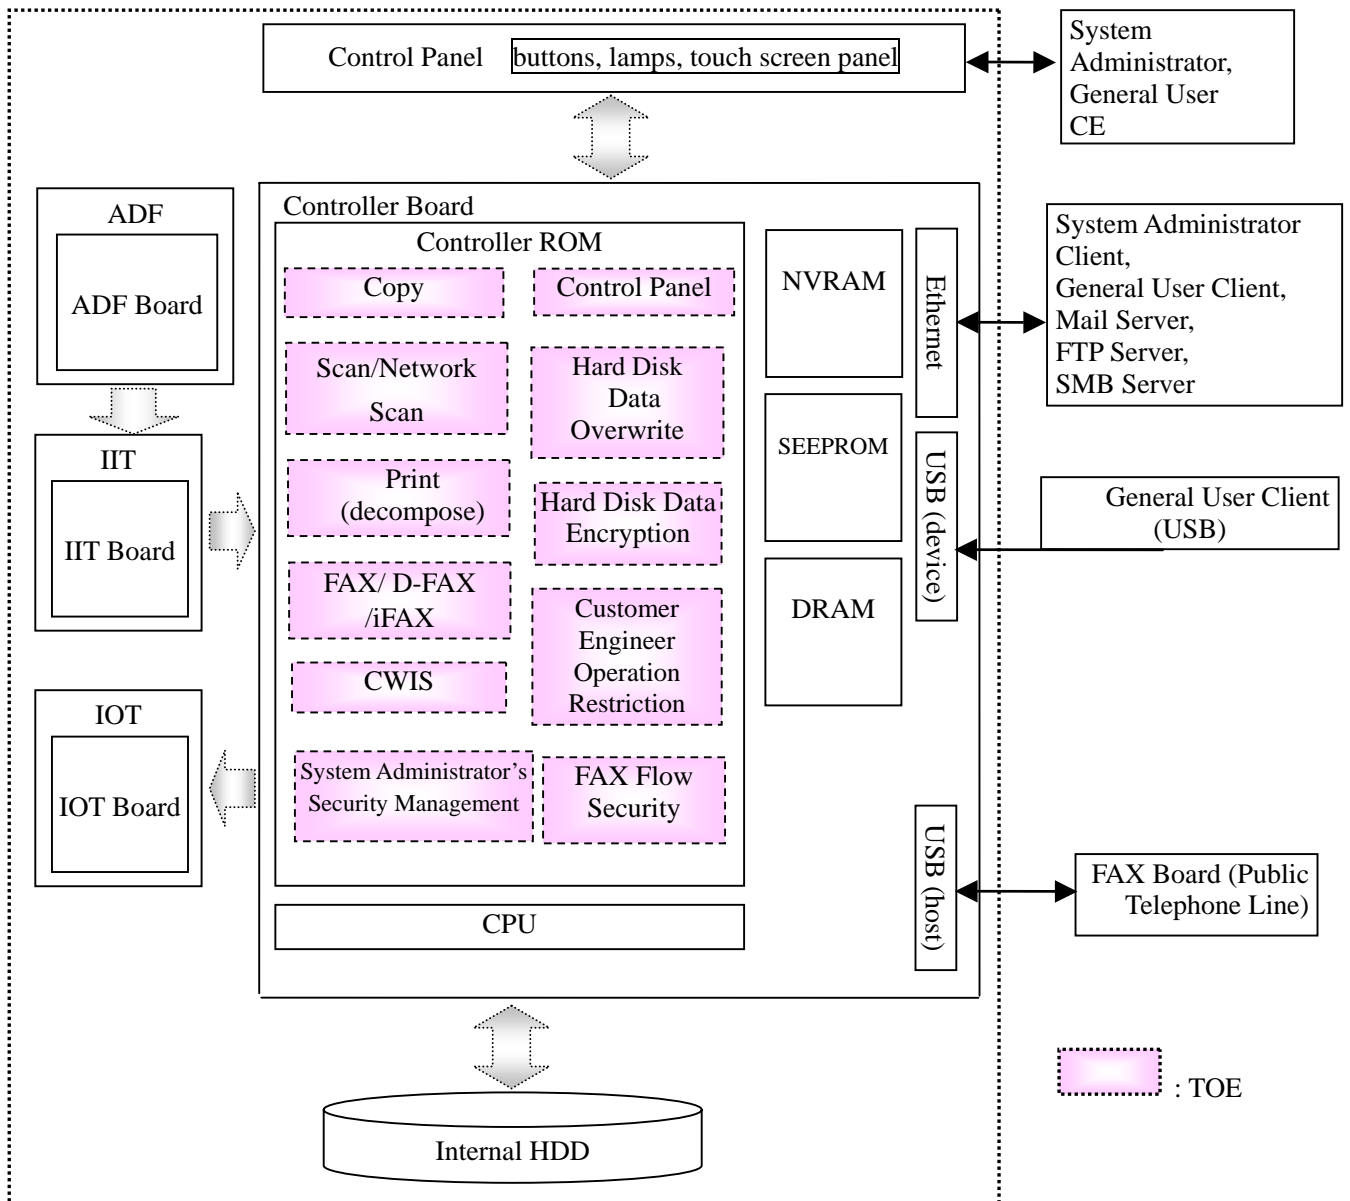 Control Panel buttons, lamps, touch screen panel
System
Administrator,
General User
CE
ADF
ADF Board
IIT
IIT Board
IOT
IOT Board
Controller Board
Controller ROM
Copy
Control Panel
Scan/Network
Scan
Hard Disk
Data
Overwrite
Print
(decompose)
Hard Disk Data
Encryption
FAX/ D-FAX
/iFAX
Customer
Engineer
Operation
Restriction
CWIS
System Administrator’s
Security Management
FAX Flow
Security
CPU
NVRAM
SEEPROM
DRAM
Ethernet
USB (device)
USB (host)
System Administrator
Client,
General User Client,
Mail Server,
FTP Server,
SMB Server
General User Client
(USB)
FAX Board (Public
Telephone Line)
: TOE
Internal HDD